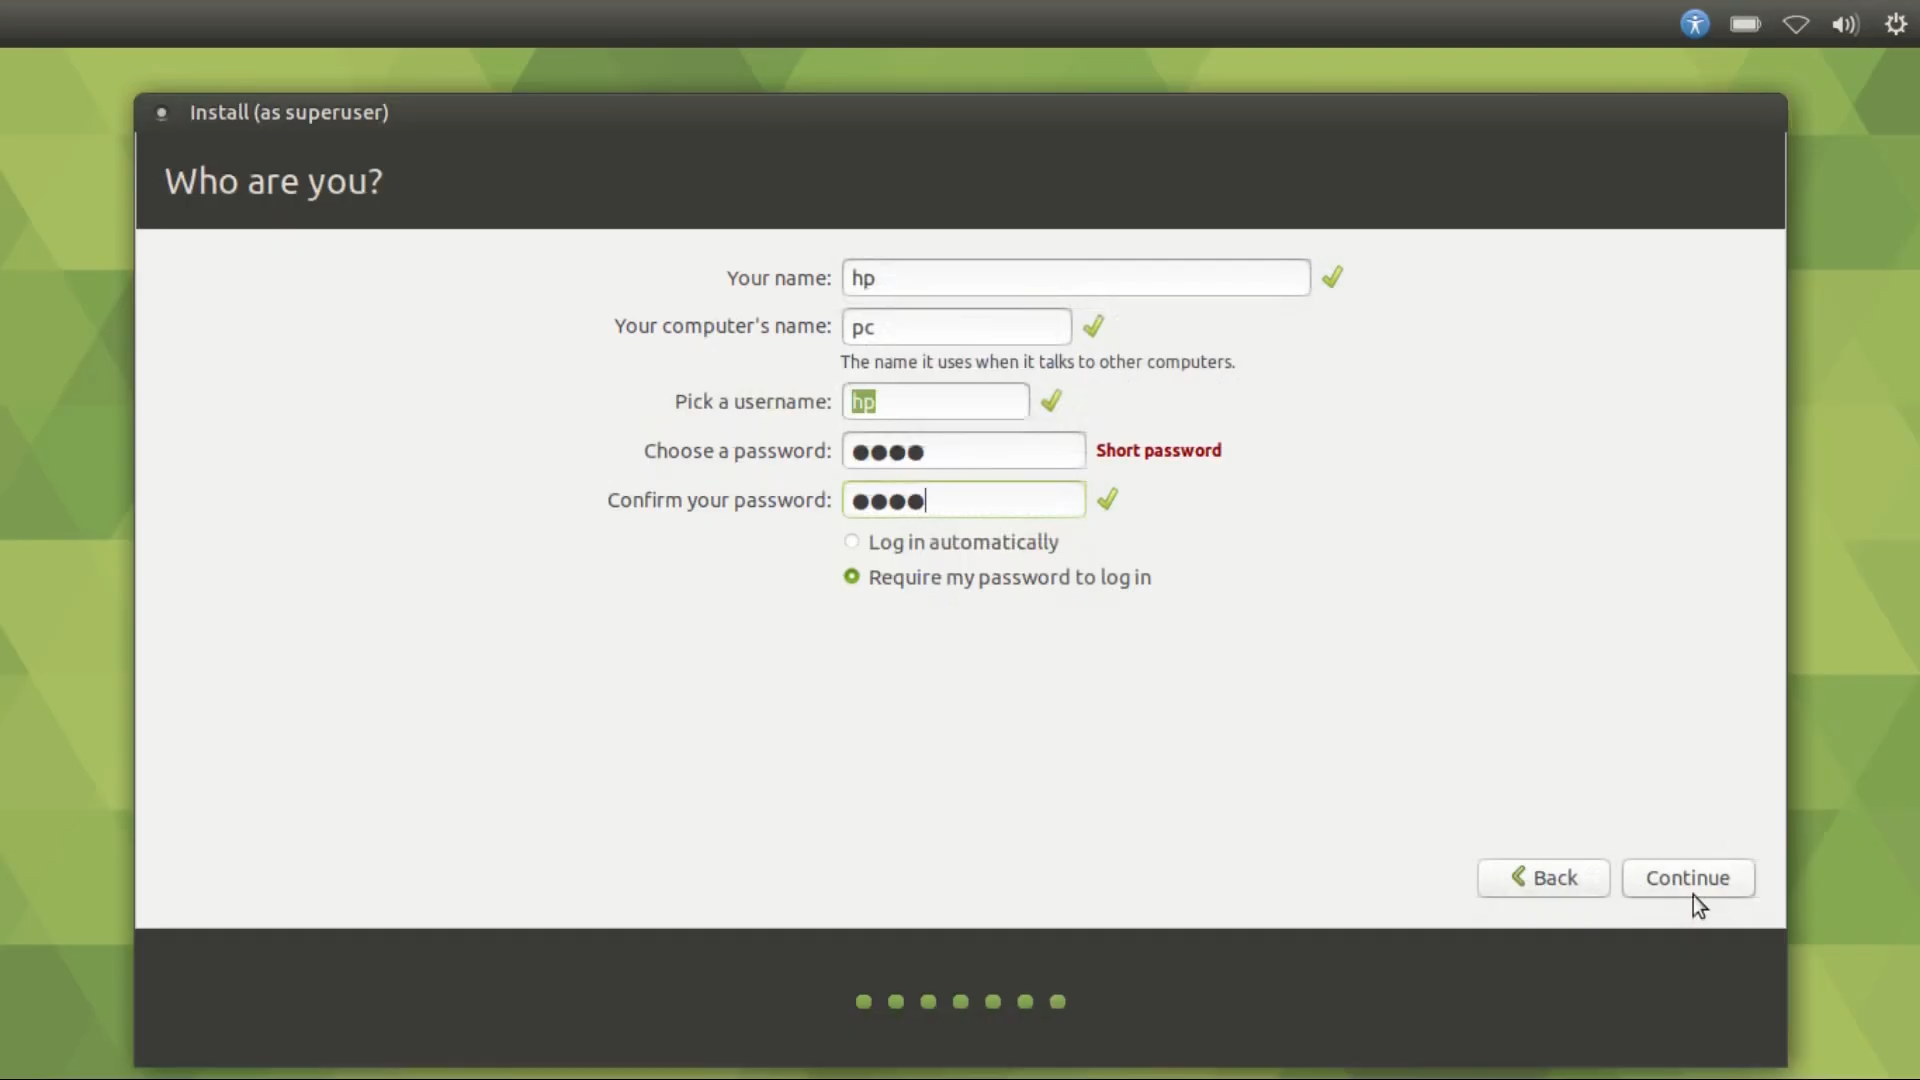 Install (as superuser)
Who are you?
Your name: hp
Your computer's name: pc
The name it uses when it talks to other computers.
Pick a username: hp
Choose a password: ●●●● Short password
Confirm your password: ●●●●
Log in automatically
Require my password to log in
Back Continue